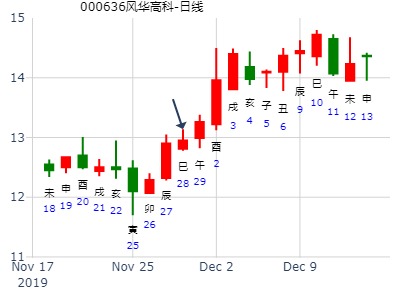 000636风华高科-日线
15
14
13
12
11
未 18
申 19
酉 20
戌 21
亥 22
寅 25
卯 26
辰 27
巳 28
午 29
酉 2
戌 3
亥 4
子 5
丑 6
辰 9
巳 10
午 11
未 12
申 13
Nov 17 Nov 25 Dec 2 Dec 9
2019